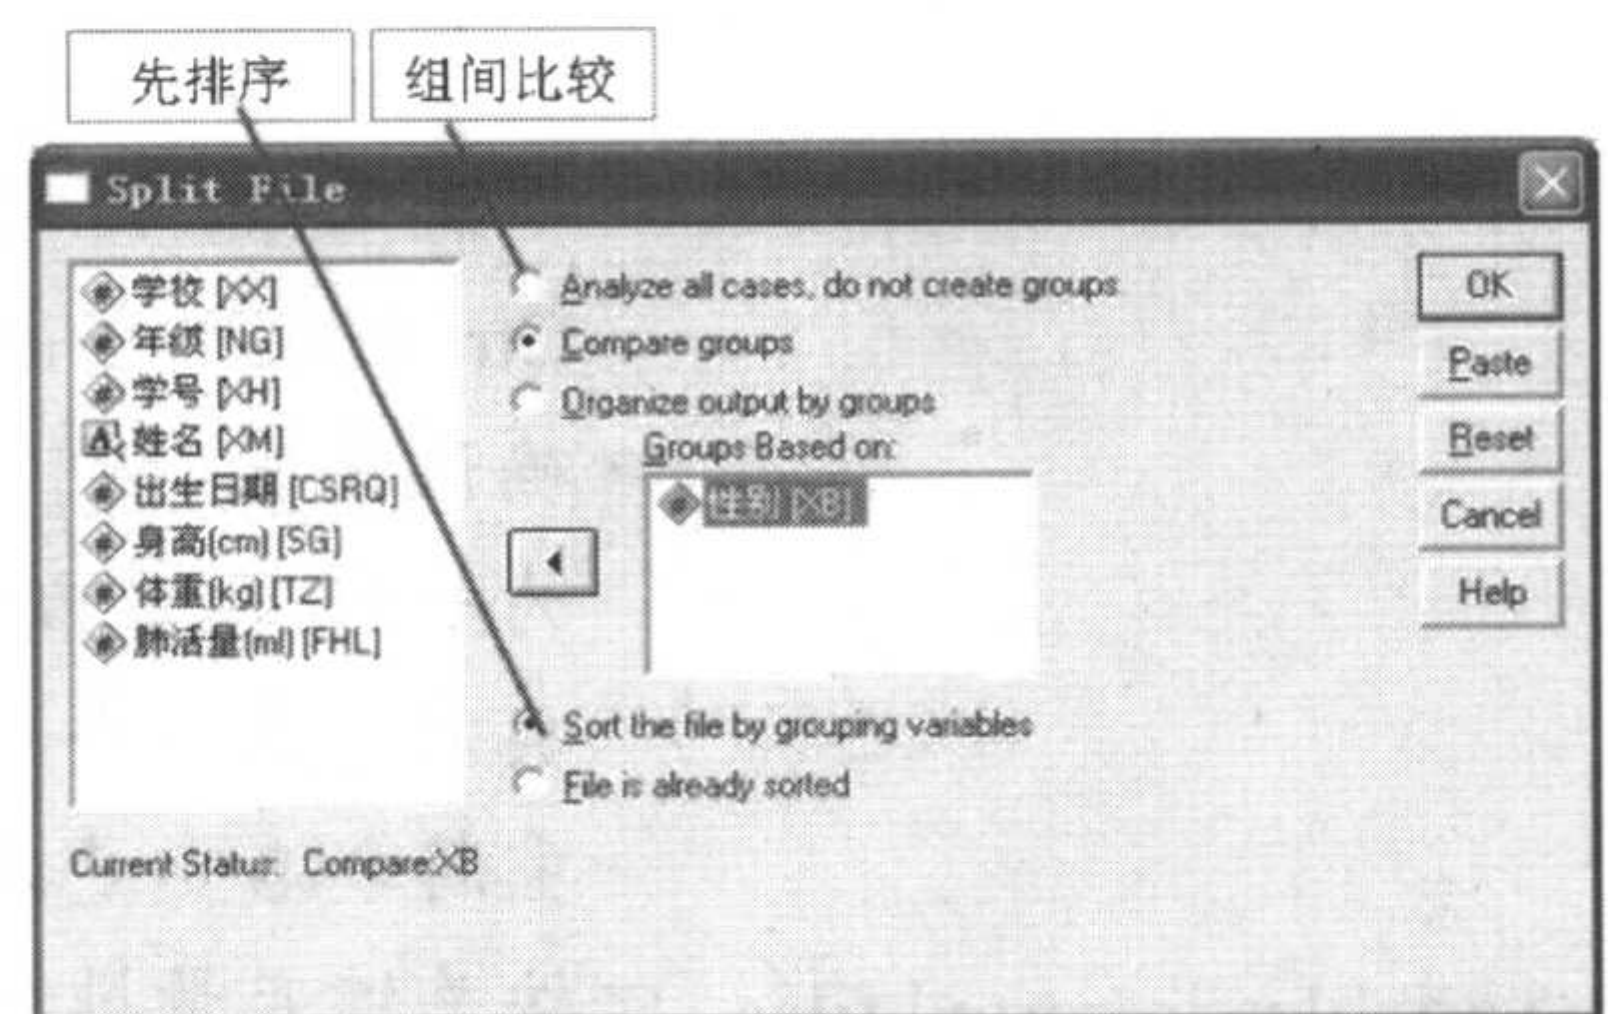 先排序
组间比较
Split File
学校 [XX]
年级 [NG]
学号 [XH]
姓名 [XM]
出生日期 [CSRQ]
身高(cm) [SG]
体重(kg) [TZ]
肺活量(ml) [FHL]
Analyze all cases, do not create groups
Compare groups
Organize output by groups
Groups Based on:
性别 [XB]
Sort the file by grouping variables
File is already sorted
OK
Paste
Reset
Cancel
Help
Current Status: Compare:XB